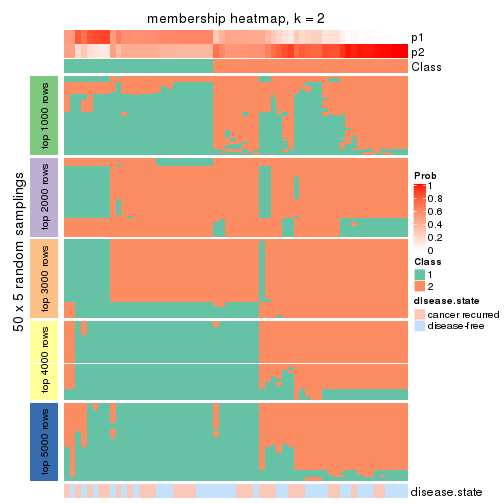 membership heatmap, k = 2
p1
p2
Class
50 x 5 random samplings
top 1000 rows
top 2000 rows
top 3000 rows
top 4000 rows
top 5000 rows
Prob
1
0.8
0.6
0.4
0.2
0
Class
1
2
disease.state
cancer recurred
disease-free
disease.state